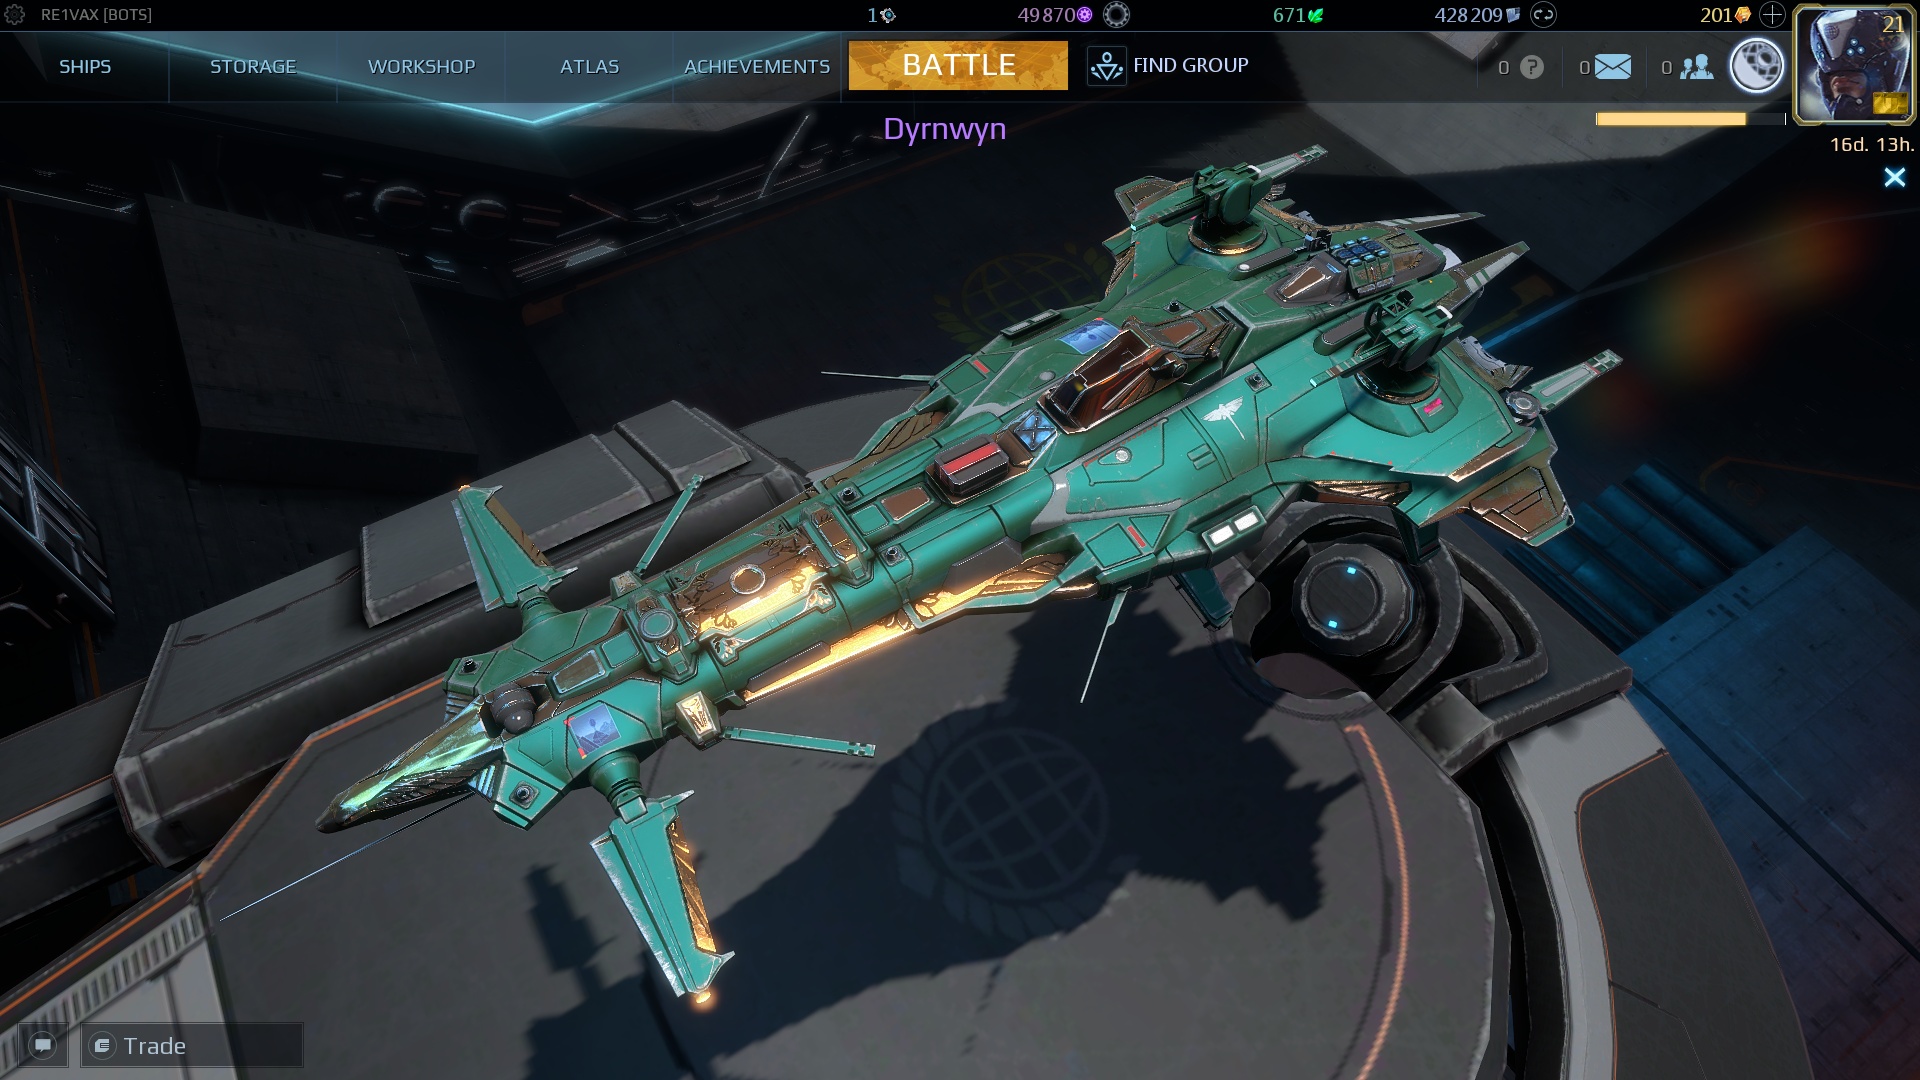 RE1VAX [BOTS]
1
49870
671
428209
201
21
SHIPS
STORAGE
WORKSHOP
ATLAS
ACHIEVEMENTS
BATTLE
FIND GROUP
0 ?
0
0
Dyrnwyn
16d. 13h.
Trade